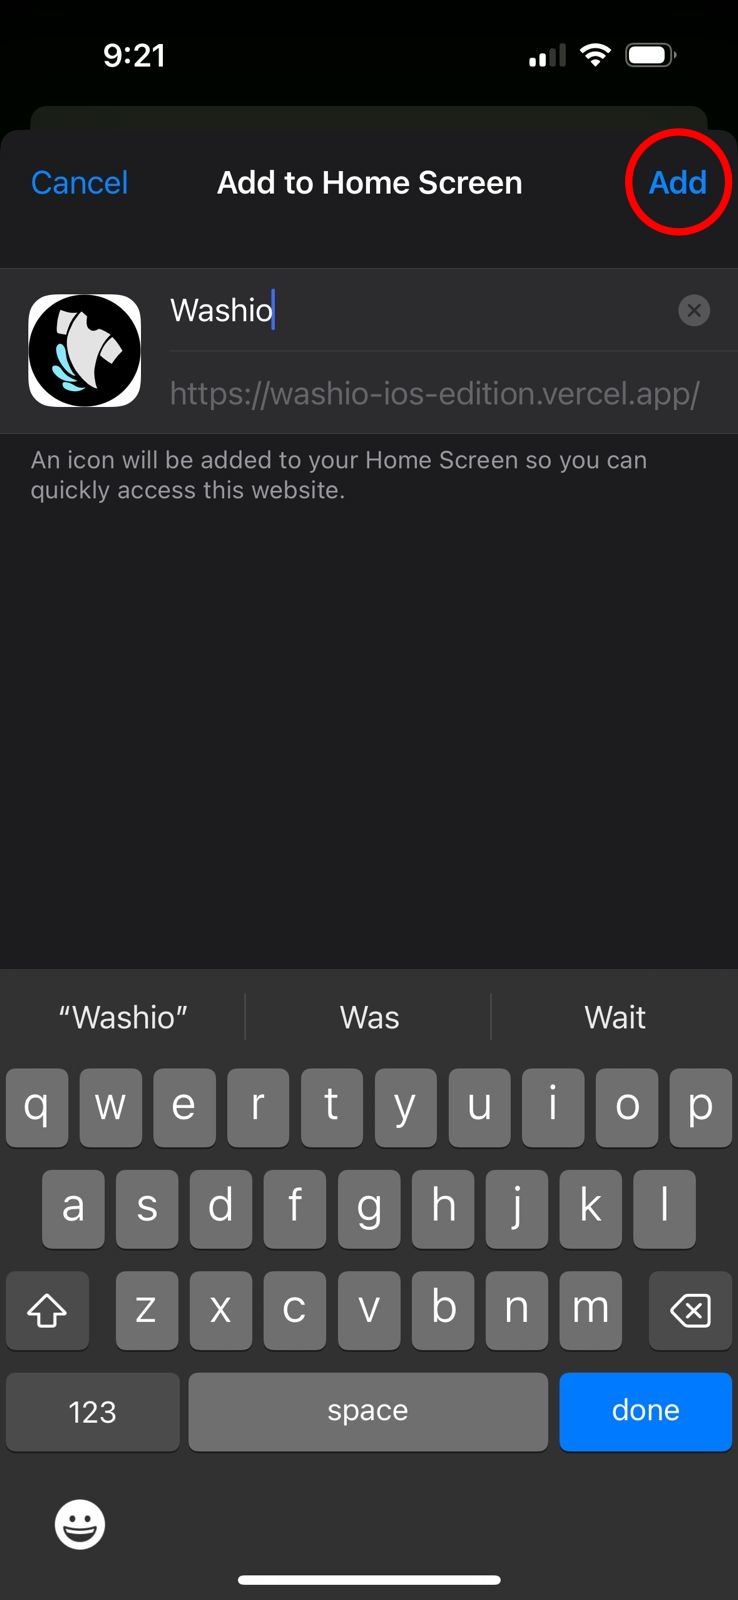 9:21
Cancel Add to Home Screen Add
Washio
https://washio-ios-edition.vercel.app/
An icon will be added to your Home Screen so you can
quickly access this website.
“Washio” Was Wait
q w e r t y u i o p
a s d f g h j k l
z x c v b n m
123 space done